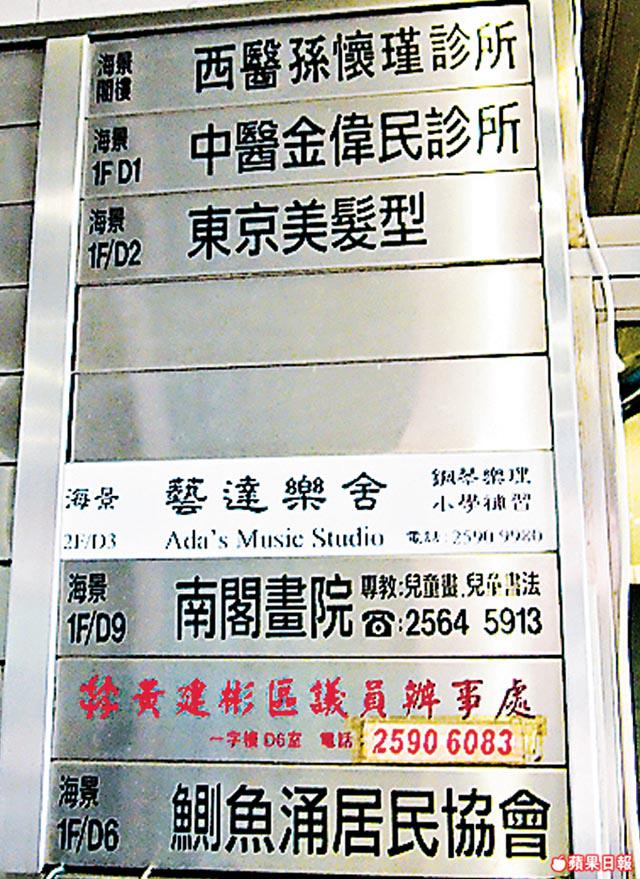 海景
閣樓
西醫孫懷瑾診所
海景
1F D1
中醫金偉民診所
海景
1F/D2
東京美髮型
海景
2F/D3
藝達樂舍
Ada's Music Studio
鋼琴樂理
小學補習
電話:2590 9980
海景
1F/D9
南閣畫院
專教:兒童畫,兒童書法
☎:2564 5913
黃建彬區議員辦事處
一字樓 D6室 電話 2590 6083
海景
1F/D6
鰂魚涌居民協會
蘋果日報